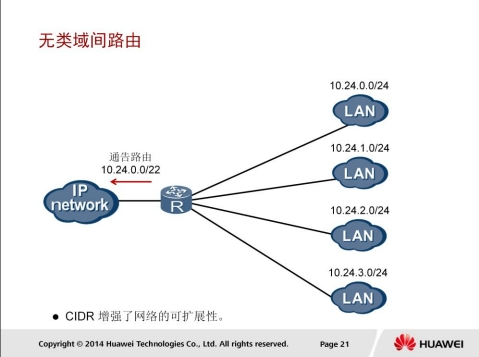 无类域间路由
10.24.0.0/24
LAN
10.24.1.0/24
LAN
通告路由
10.24.0.0/22
IP
network
R
10.24.2.0/24
LAN
10.24.3.0/24
LAN
● CIDR 增强了网络的可扩展性。
Copyright © 2014 Huawei Technologies Co., Ltd. All rights reserved.
Page 21
HUAWEI